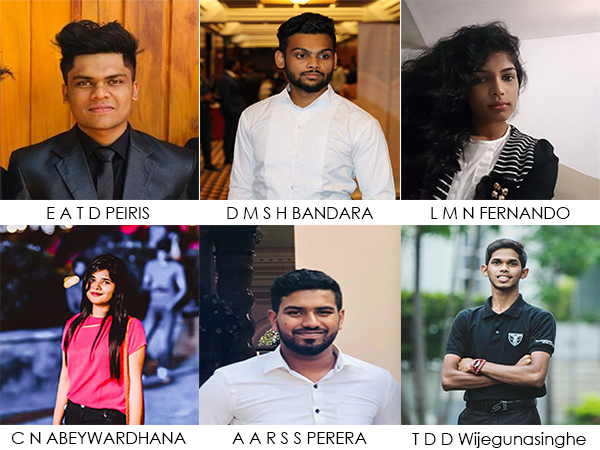 E A T D PEIRIS
D M S H BANDARA
L M N FERNANDO
C N ABEYWARDHANA
A A R S S PERERA
T D D Wijegunasinghe